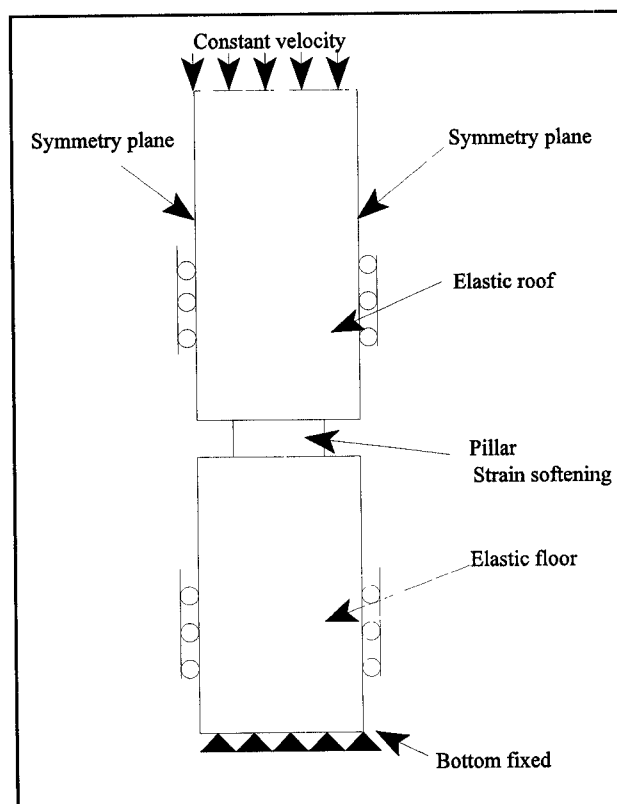 Constant velocity
Symmetry plane
Symmetry plane
Elastic roof
Pillar
Strain softening
Elastic floor
Bottom fixed